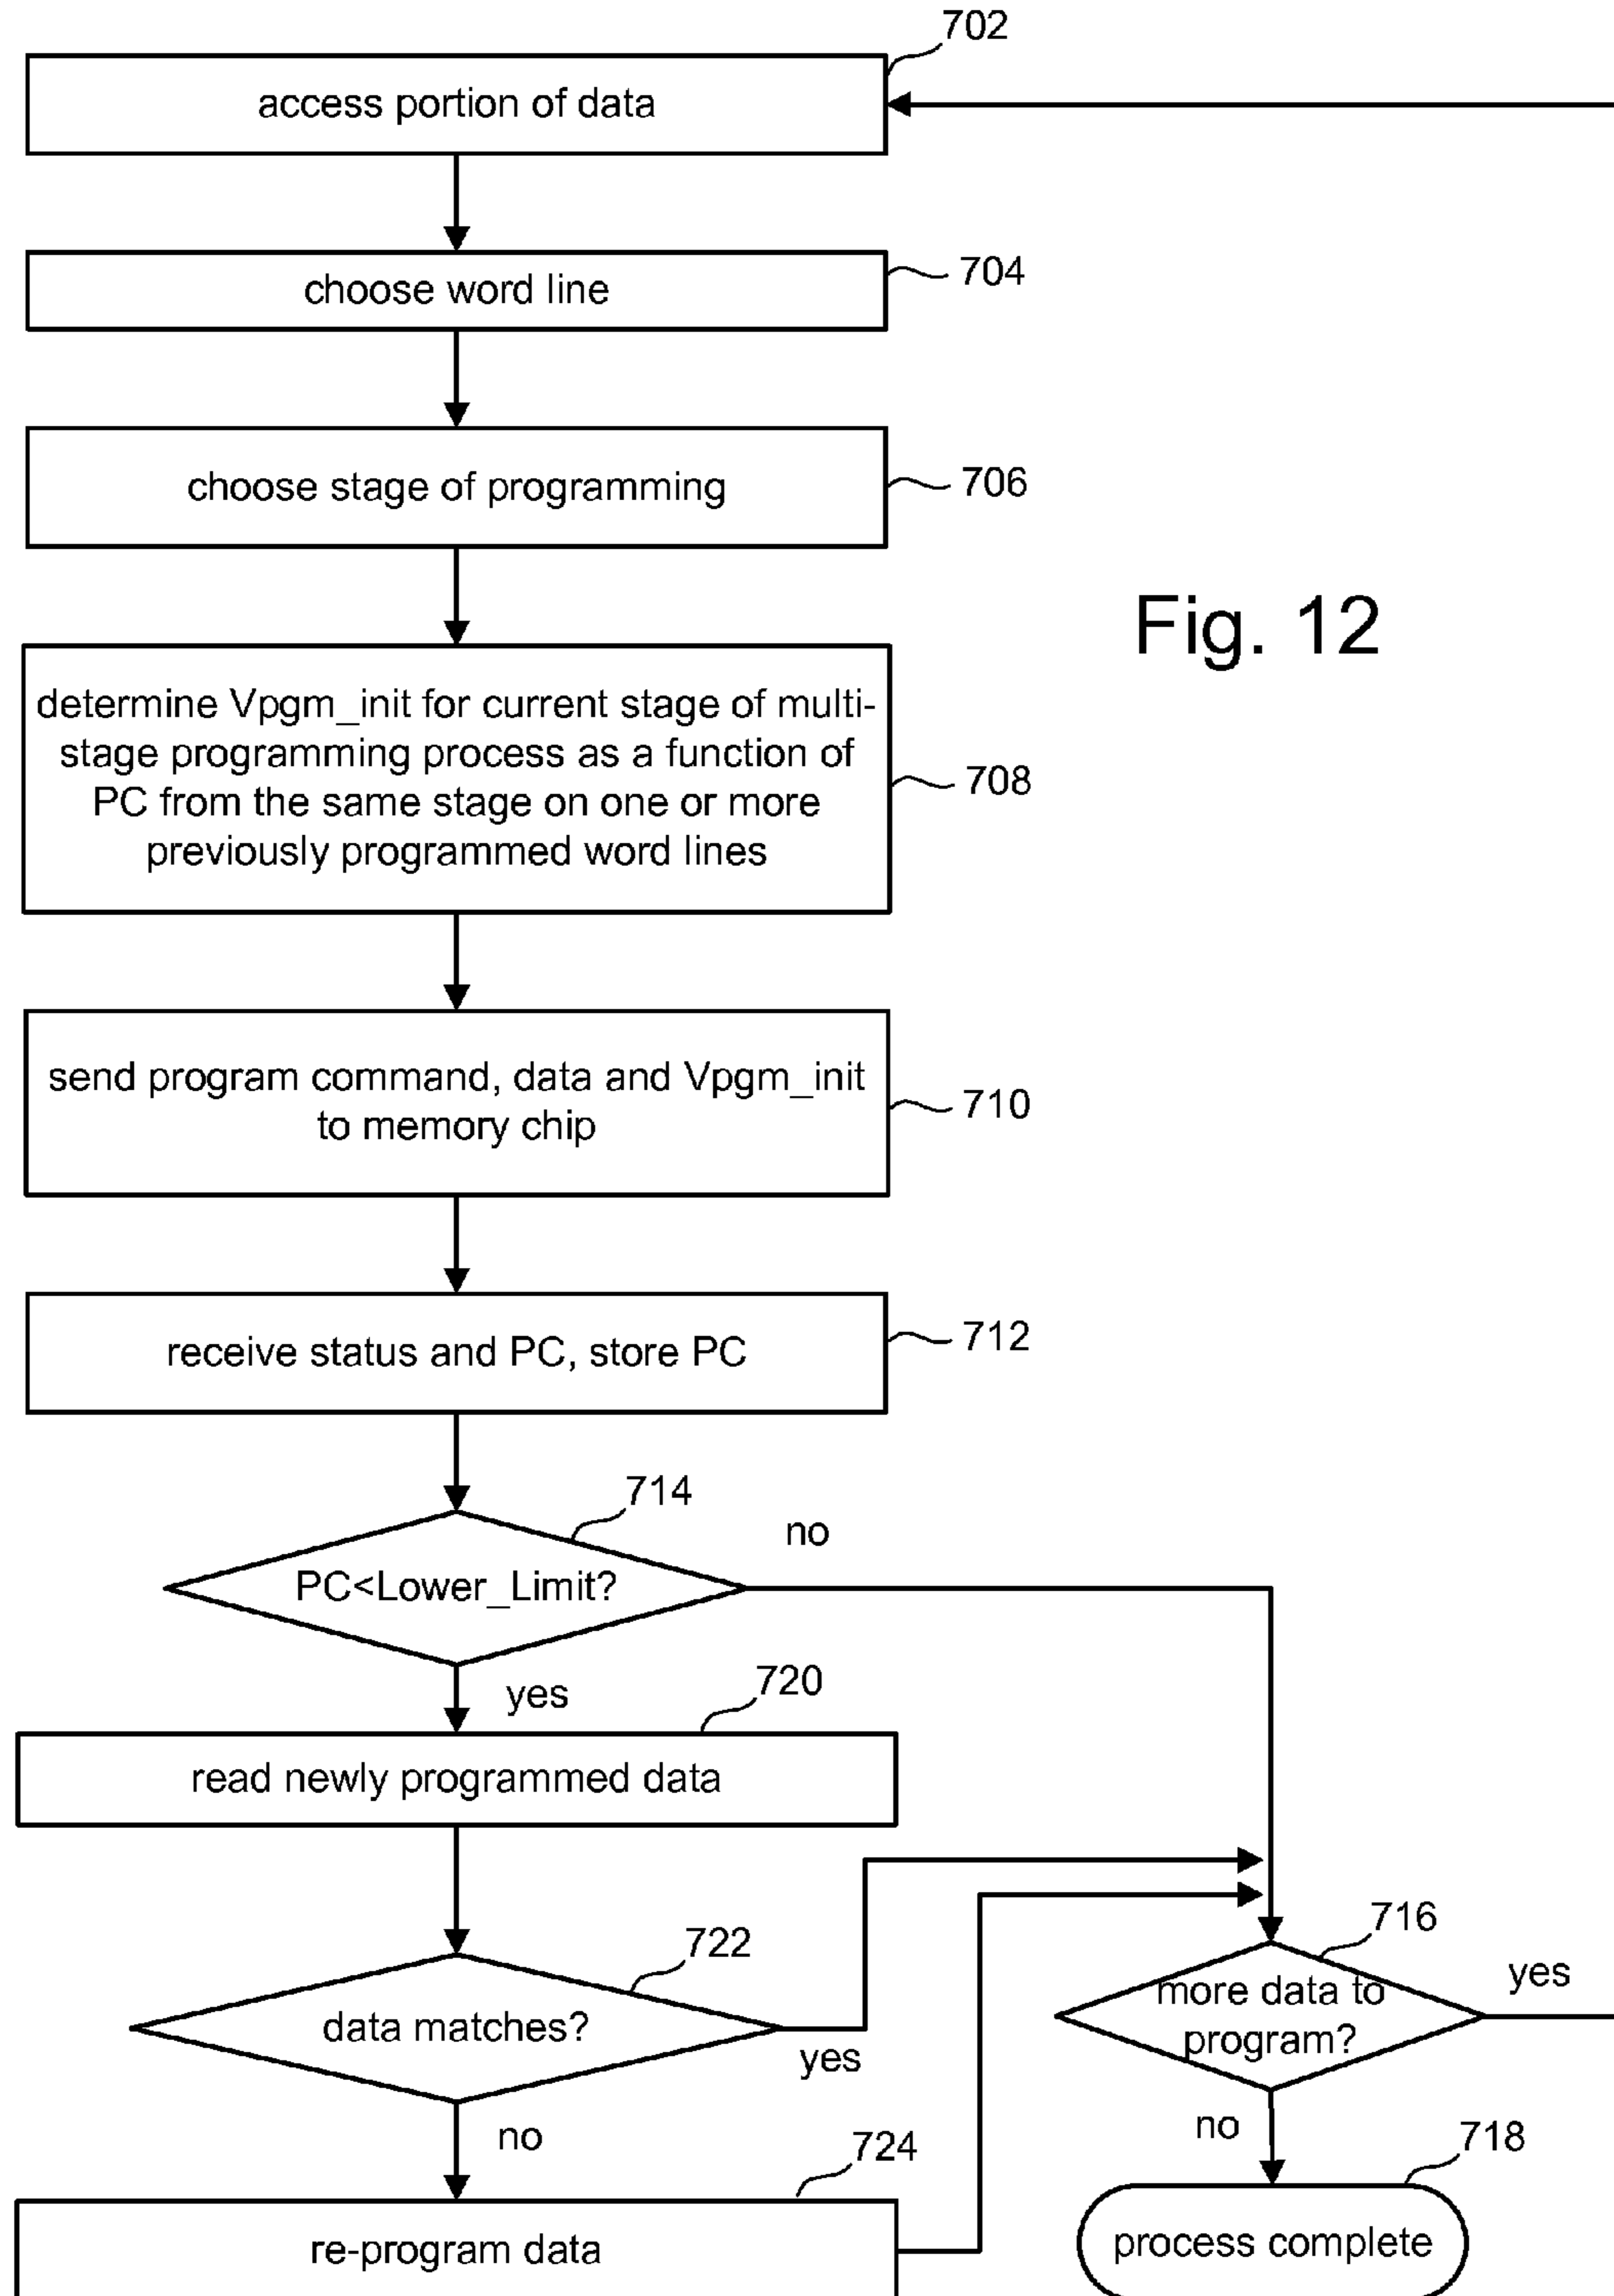 702
access portion of data
choose word line
704
choose stage of programming
706
Fig. 12
determine Vpgm_init for current stage of multi-
stage programming process as a function of
PC from the same stage on one or more
previously programmed word lines
708
send program command, data and Vpgm_init
to memory chip
710
receive status and PC, store PC
712
714
no
PC<Lower_Limit?
yes
720
read newly programmed data
722
data matches?
yes
716
more data to
program?
yes
no
724
re-program data
no
718
process complete